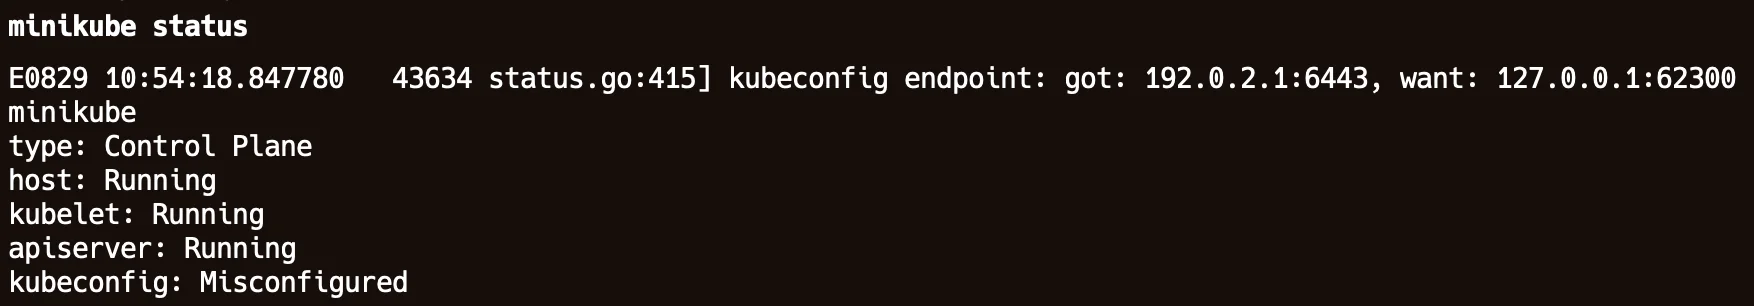 minikube status
E0829 10:54:18.847780   43634 status.go:415] kubeconfig endpoint: got: 192.0.2.1:6443, want: 127.0.0.1:62300
minikube
type: Control Plane
host: Running
kubelet: Running
apiserver: Running
kubeconfig: Misconfigured